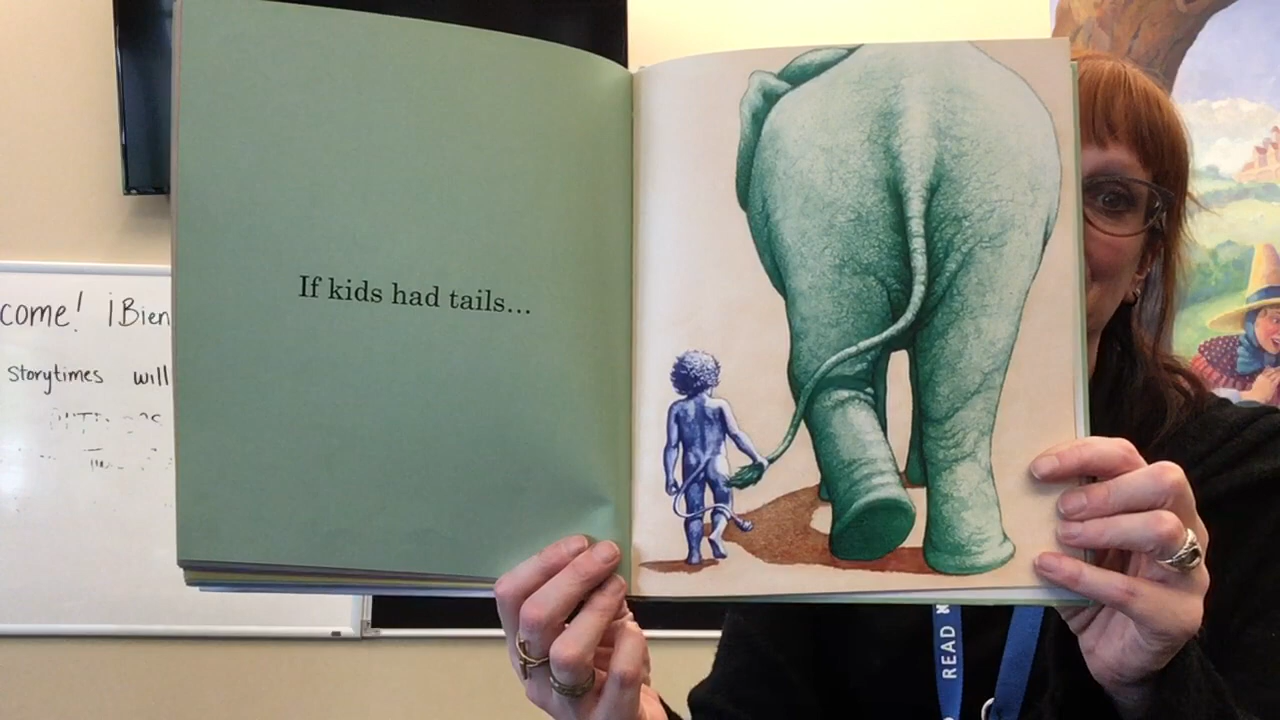 If kids had tails...
come! ¡Bien
storytimes will
READ